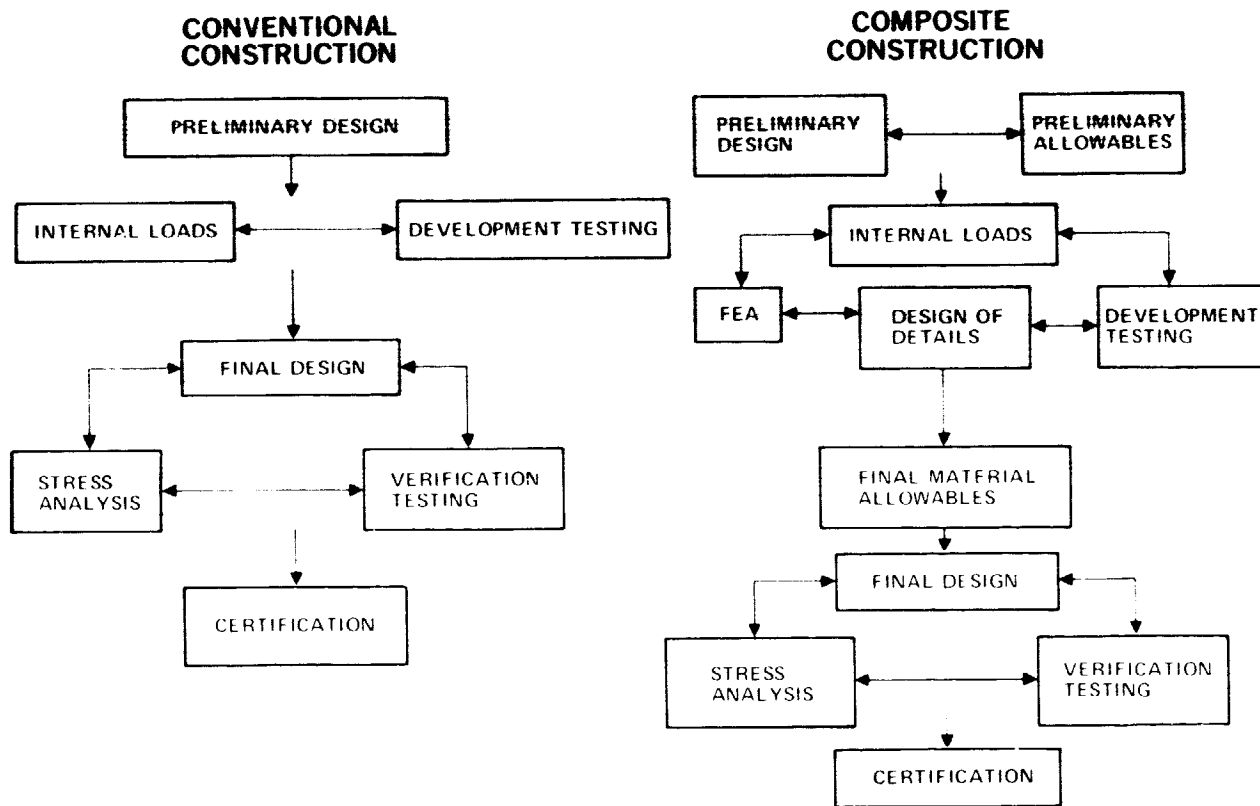 CONVENTIONAL
CONSTRUCTION
PRELIMINARY DESIGN
INTERNAL LOADS
DEVELOPMENT TESTING
FINAL DESIGN
STRESS
ANALYSIS
VERIFICATION
TESTING
CERTIFICATION
COMPOSITE
CONSTRUCTION
PRELIMINARY
DESIGN
PRELIMINARY
ALLOWABLES
INTERNAL LOADS
FEA
DESIGN OF
DETAILS
DEVELOPMENT
TESTING
FINAL MATERIAL
ALLOWABLES
FINAL DESIGN
STRESS
ANALYSIS
VERIFICATION
TESTING
CERTIFICATION